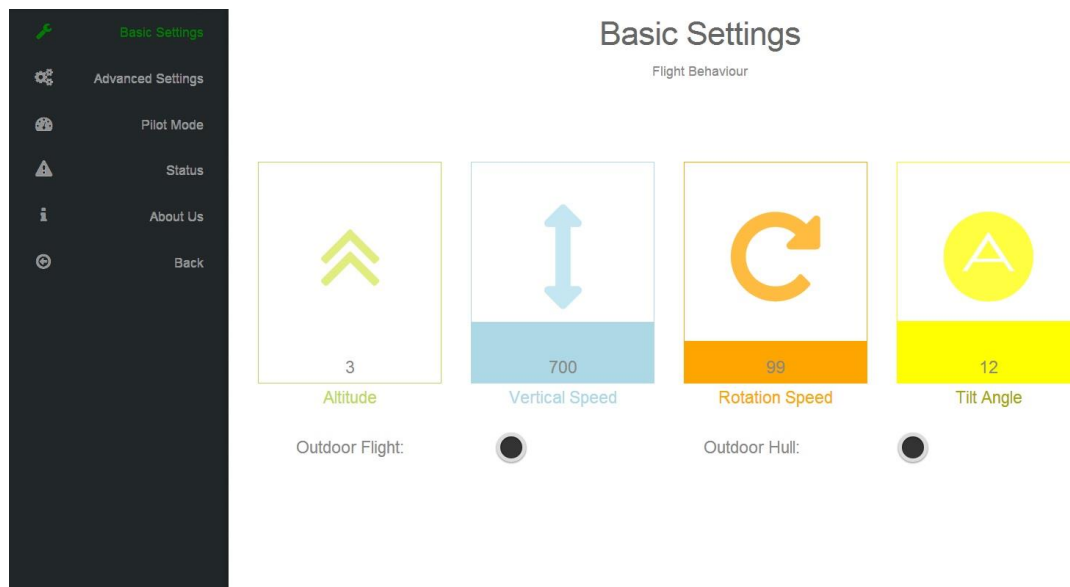 Basic Settings
Advanced Settings
Pilot Mode
Status
About Us
Back
Basic Settings
Flight Behaviour
3
Altitude
700
Vertical Speed
99
Rotation Speed
A
12
Tilt Angle
Outdoor Flight:
Outdoor Hull: